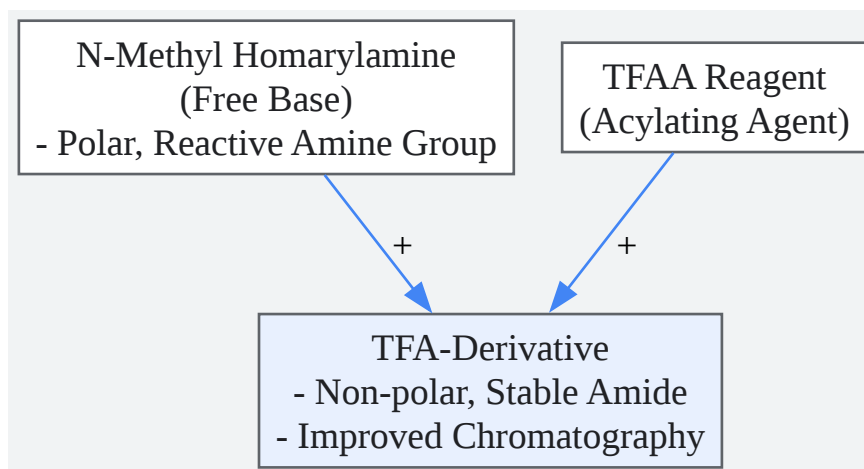 N-Methyl Homarylamine
(Free Base)
- Polar, Reactive Amine Group
TFAA Reagent
(Acylating Agent)
+
+
TFA-Derivative
- Non-polar, Stable Amide
- Improved Chromatography